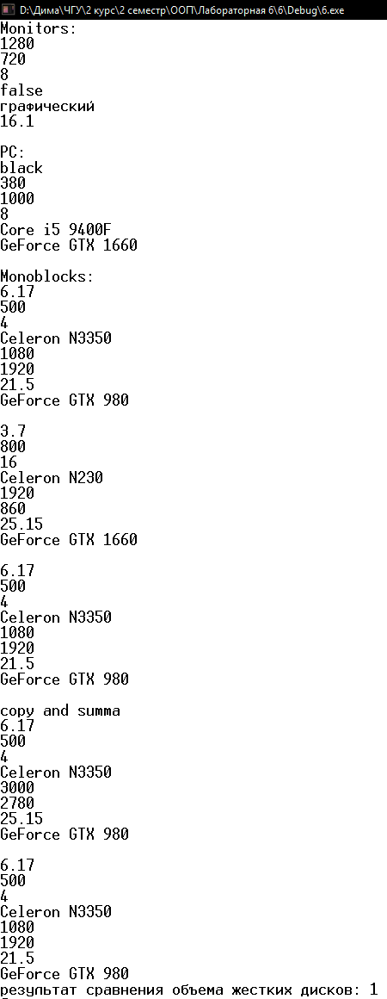 D:\Дима\ЧГУ\2 курс\2 семестр\ООП\Лабораторная 6\6\Debug\6.exe
Monitors:
1280
720
8
false
графический
16.1
PC:
black
380
1000
8
Core i5 9400F
GeForce GTX 1660
Monoblocks:
6.17
500
4
Celeron N3350
1080
1920
21.5
GeForce GTX 980
3.7
800
16
Celeron N230
1920
860
25.15
GeForce GTX 1660
6.17
500
4
Celeron N3350
1080
1920
21.5
GeForce GTX 980
copy and summa
6.17
500
4
Celeron N3350
3000
2780
25.15
GeForce GTX 980
6.17
500
4
Celeron N3350
1080
1920
21.5
GeForce GTX 980
результат сравнения объема жестких дисков: 1